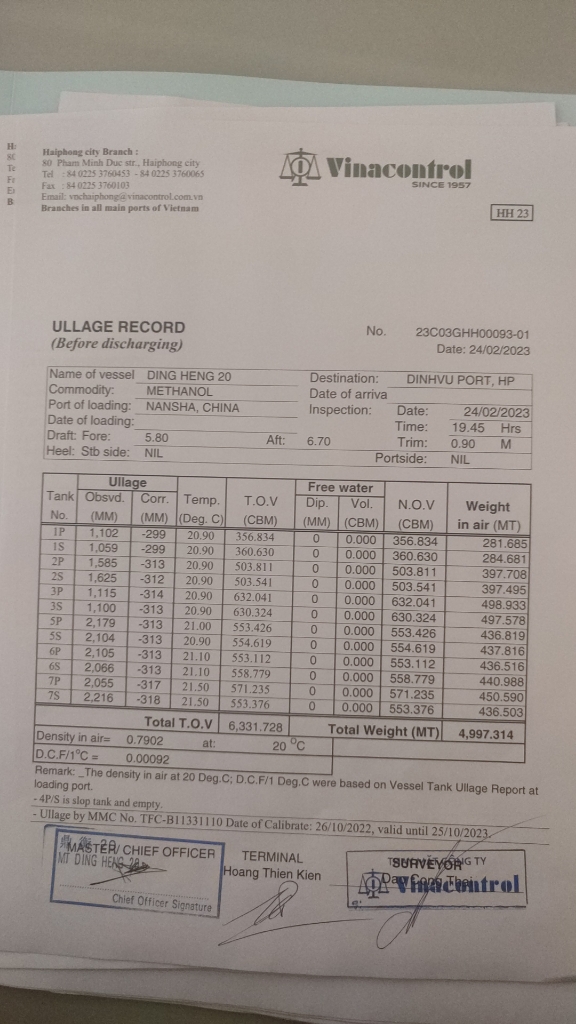 Haiphong city Branch :
80 Pham Minh Duc str., Haiphong city
Tel : 84 0225 3760453 - 84 0225 3760065
Fax : 84 0225 3760103
Email: vnchaiphong@vinacontrol.com.vn
Branches in all main ports of Vietnam
Vinacontrol
SINCE 1957
HH 23
ULLAGE RECORD
(Before discharging)
No. 23C03GHH00093-01
Date: 24/02/2023
Name of vessel DING HENG 20 Destination: DINHVU PORT, HP
Commodity: METHANOL Date of arriva
Port of loading: NANSHA, CHINA Inspection: Date: 24/02/2023
Date of loading: Time: 19.45 Hrs
Draft: Fore: 5.80 Aft: 6.70 Trim: 0.90 M
Heel: Stb side: NIL Portside: NIL
Tank No. Ullage Obsvd. (MM) Corr. (MM) Temp. (Deg. C) T.O.V (CBM) Free water Dip. (MM) Vol. (CBM) N.O.V (CBM) Weight in air (MT)
1P 1,102 -299 20.90 356.834 0 0.000 356.834 281.685
1S 1,059 -299 20.90 360.630 0 0.000 360.630 284.681
2P 1,585 -313 20.90 503.811 0 0.000 503.811 397.708
2S 1,625 -312 20.90 503.541 0 0.000 503.541 397.495
3P 1,115 -314 20.90 632.041 0 0.000 632.041 498.933
3S 1,100 -313 20.90 630.324 0 0.000 630.324 497.578
5P 2,179 -313 21.00 553.426 0 0.000 553.426 436.819
5S 2,104 -313 20.90 554.619 0 0.000 554.619 437.816
6P 2,105 -313 21.10 553.112 0 0.000 553.112 436.516
6S 2,066 -313 21.10 558.779 0 0.000 558.779 440.988
7P 2,055 -317 21.50 571.235 0 0.000 571.235 450.590
7S 2,216 -318 21.50 553.376 0 0.000 553.376 436.503
Total T.O.V 6,331.728 Total Weight (MT) 4,997.314
Density in air= 0.7902 at: 20 °C
D.C.F/1°C = 0.00092
Remark: _The density in air at 20 Deg.C; D.C.F/1 Deg.C were based on Vessel Tank Ullage Report at
loading port.
- 4P/S is slop tank and empty.
- Ullage by MMC No. TFC-B11331110 Date of Calibrate: 26/10/2022, valid until 25/10/2023.
MASTER/ CHIEF OFFICER
MT DING HENG 20
Chief Officer Signature
TERMINAL
Hoang Thien Kien
SURVEYOR
Vinacontrol